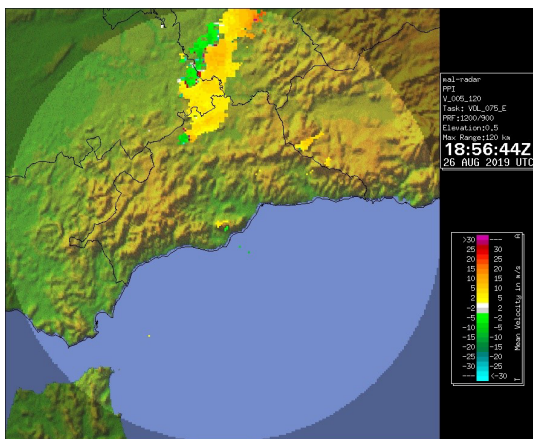 mal-radar
PPI
V_005_120
Task: VOL_075_E
PRF:1200/900
Elevation:0.5
Max Range:120 km
18:56:44Z
26 AUG 2019 UTC
>30 --- A
30 25
25 20
20 15
15 10
10 5
5 2
2 -2
-2 -5
-5 -10
-10 -15
-15 -20
-20 -25
-30 -25
--- <-30 T
Mean Velocity in m/s